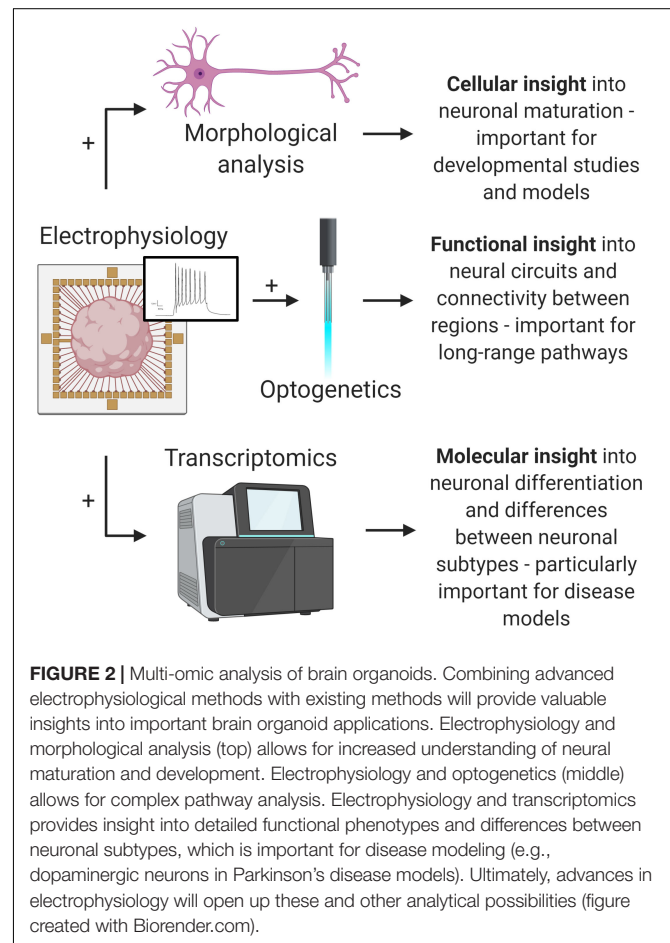 Morphological
analysis
Cellular insight into
neuronal maturation -
important for
developmental studies
and models
+
Electrophysiology
+
Optogenetics
Functional insight into
neural circuits and
connectivity between
regions - important for
long-range pathways
+
Transcriptomics
Molecular insight into
neuronal differentiation
and differences
between neuronal
subtypes - particularly
important for disease
models
FIGURE 2 | Multi-omic analysis of brain organoids. Combining advanced
electrophysiological methods with existing methods will provide valuable
insights into important brain organoid applications. Electrophysiology and
morphological analysis (top) allows for increased understanding of neural
maturation and development. Electrophysiology and optogenetics (middle)
allows for complex pathway analysis. Electrophysiology and transcriptomics
provides insight into detailed functional phenotypes and differences between
neuronal subtypes, which is important for disease modeling (e.g.,
dopaminergic neurons in Parkinson's disease models). Ultimately, advances in
electrophysiology will open up these and other analytical possibilities (figure
created with Biorender.com).